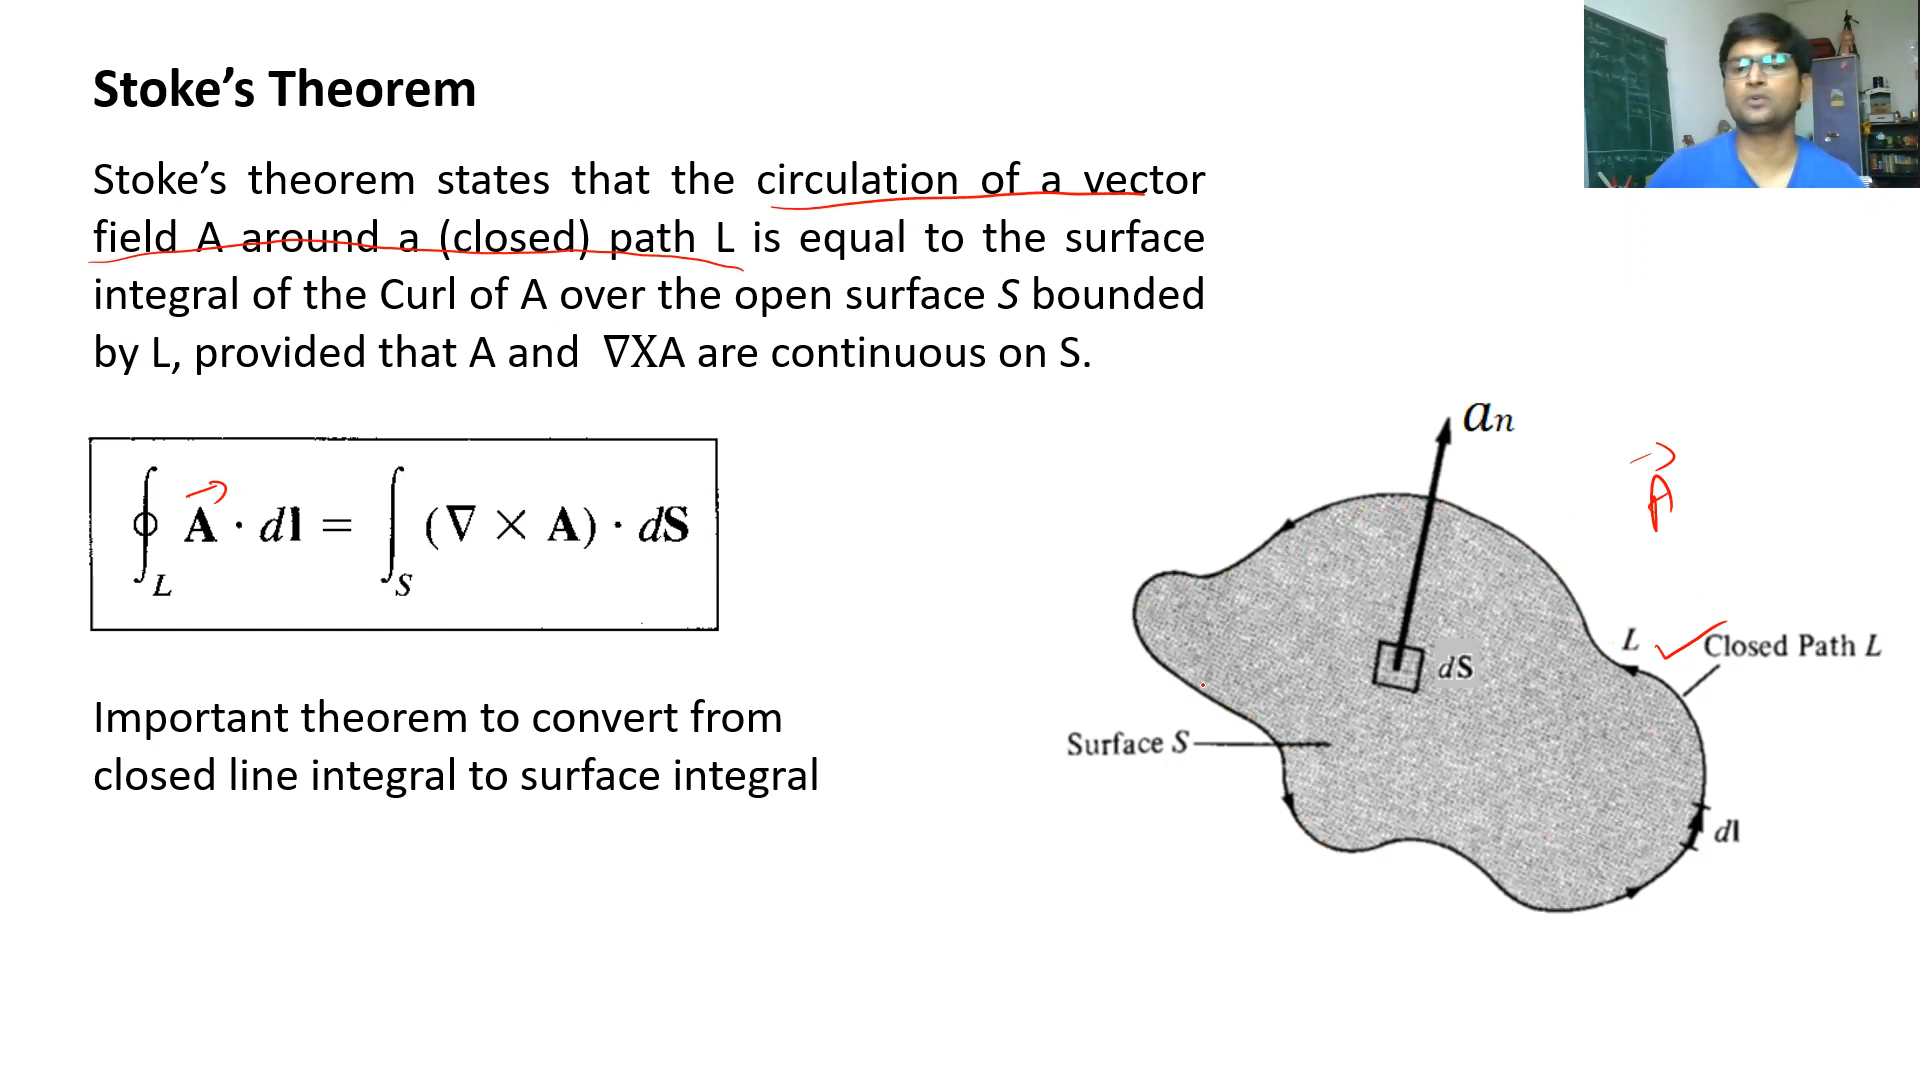 Stoke’s Theorem
Stoke’s theorem states that the circulation of a vector
field A around a (closed) path L is equal to the surface
integral of the Curl of A over the open surface S bounded
by L, provided that A and ∇XA are continuous on S.
∮_L A · dl = ∫_S (∇ × A) · dS
Important theorem to convert from
closed line integral to surface integral
an
A
L
Closed Path L
dS
Surface S
dl